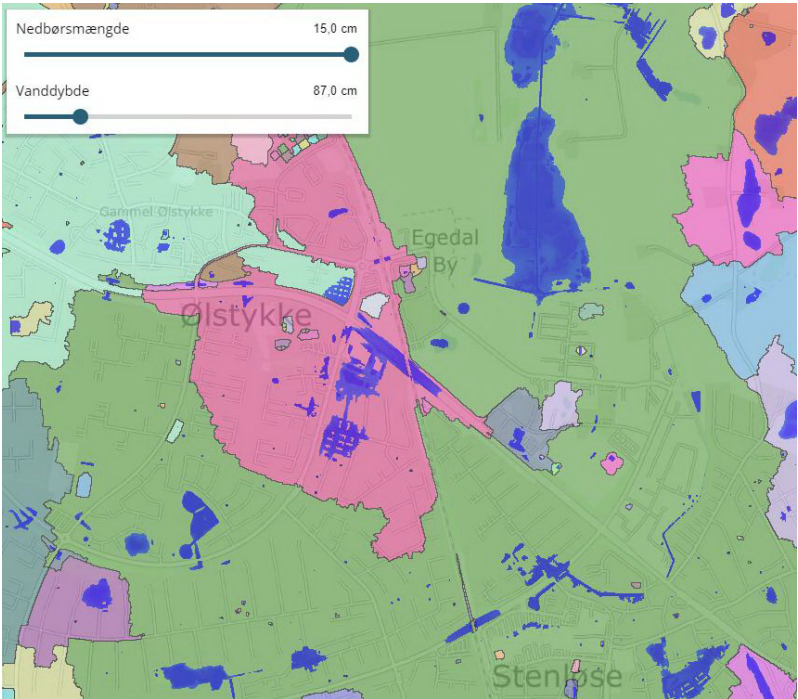 Nedbørsmængde 15,0 cm
Vanddybde 87,0 cm
Gammel Ølstykke
Egedal
By
Ølstykke
Stenløse